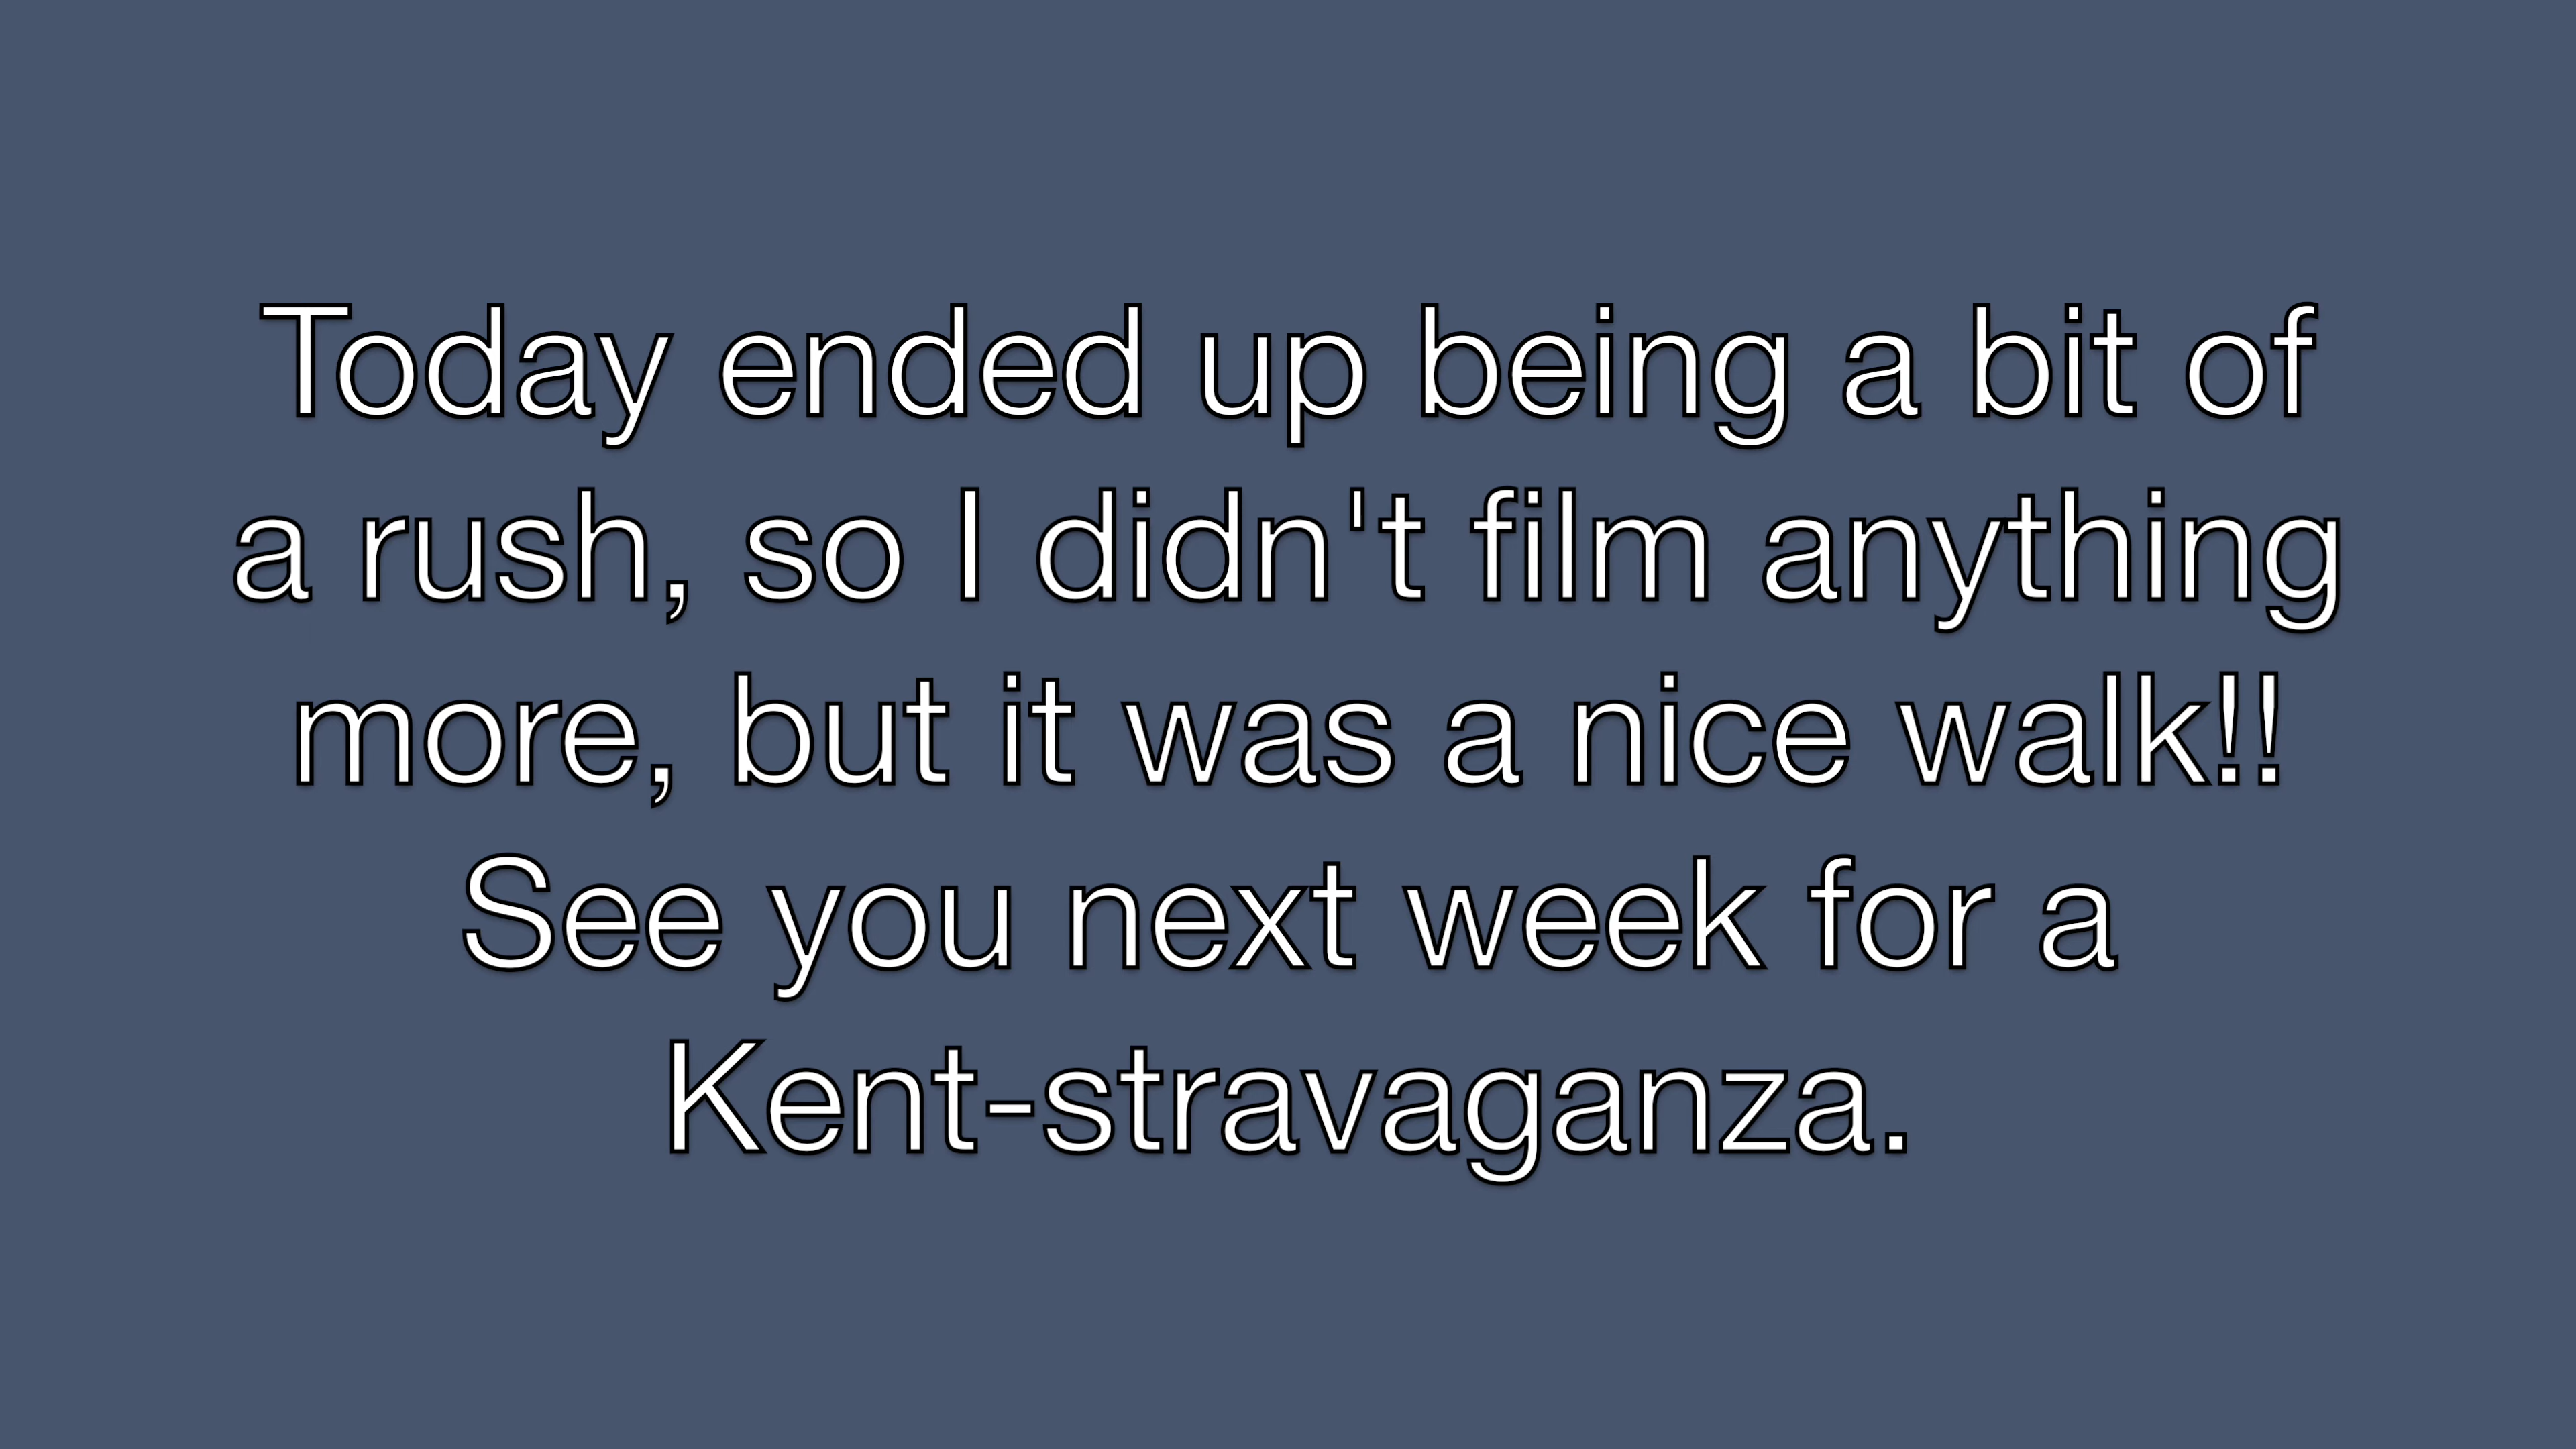 Today ended up being a bit of
a rush, so I didn't film anything
more, but it was a nice walk!!
See you next week for a
Kent-stravaganza.